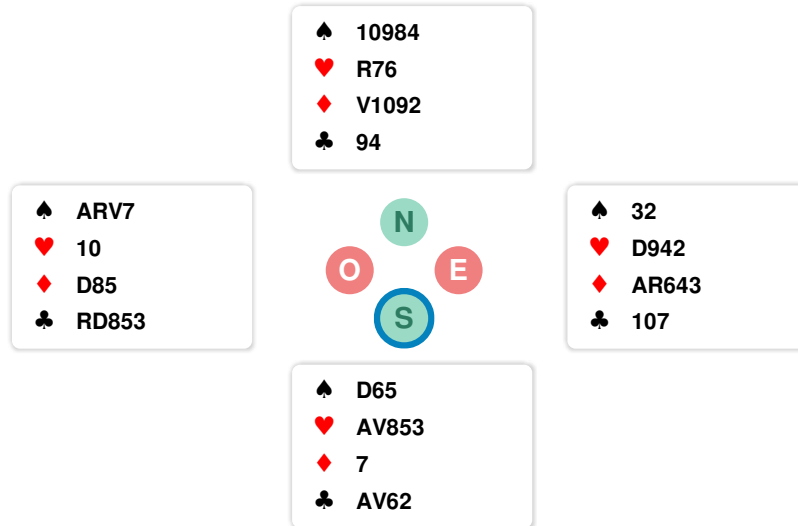 ♠ 10984
♥ R76
♦ V1092
♣ 94
♠ ARV7
♥ 10
♦ D85
♣ RD853
N
O E
S
♠ 32
♥ D942
♦ AR643
♣ 107
♠ D65
♥ AV853
♦ 7
♣ AV62